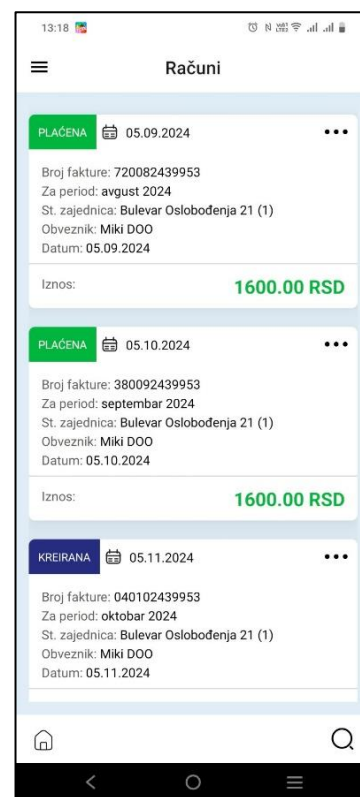 13:18
Računi
PLAĆENA 05.09.2024
Broj fakture: 720082439953
Za period: avgust 2024
St. zajednica: Bulevar Oslobođenja 21 (1)
Obveznik: Miki DOO
Datum: 05.09.2024
Iznos: 1600.00 RSD
PLAĆENA 05.10.2024
Broj fakture: 380092439953
Za period: septembar 2024
St. zajednica: Bulevar Oslobođenja 21 (1)
Obveznik: Miki DOO
Datum: 05.10.2024
Iznos: 1600.00 RSD
KREIRANA 05.11.2024
Broj fakture: 040102439953
Za period: oktobar 2024
St. zajednica: Bulevar Oslobođenja 21 (1)
Obveznik: Miki DOO
Datum: 05.11.2024